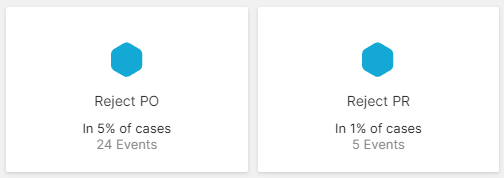 Reject PO
In 5% of cases
24 Events
Reject PR
In 1% of cases
5 Events